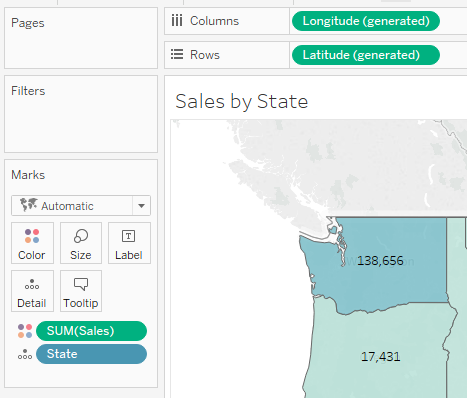 Pages
Columns
Longitude (generated)
Rows
Latitude (generated)
Filters
Sales by State
Marks
Automatic
Color
Size
Label
T
Detail
Tooltip
SUM(Sales)
State
138,656
17,431